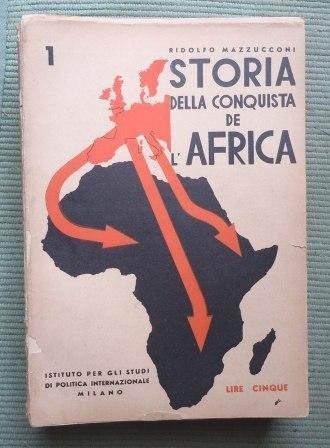 1
RIDOLFO MAZZUCCONI
STORIA
DELLA CONQUISTA
DE
L'AFRICA
ISTITUTO PER GLI STUDI
DI POLITICA INTERNAZIONALE
MILANO
LIRE CINQUE